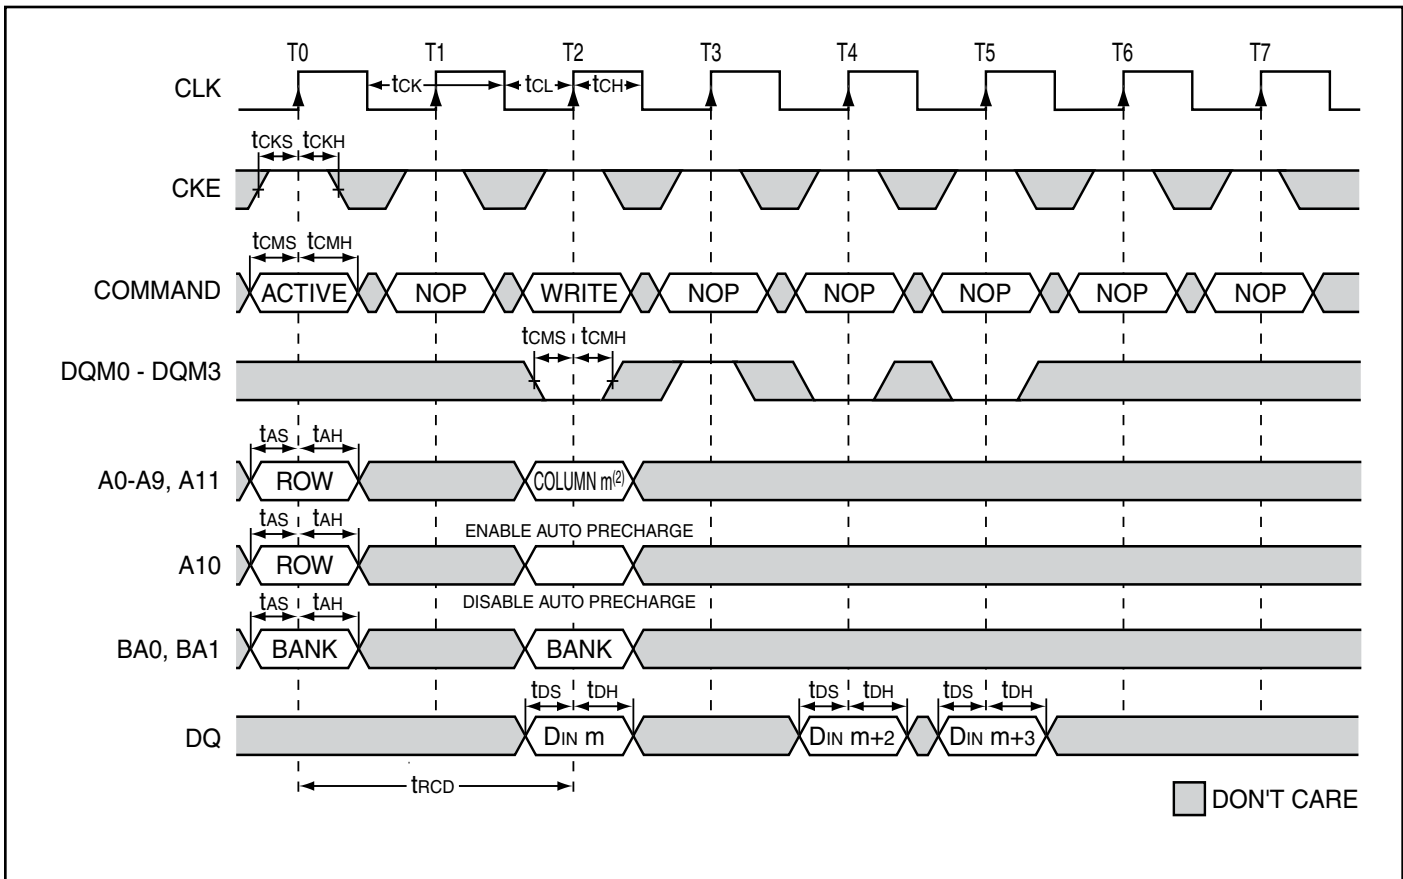 T0 T1 T2 T3 T4 T5 T6 T7
CLK tCK tCL tCH
tCKS tCKH
CKE
tCMS tCMH
COMMAND ACTIVE NOP WRITE NOP NOP NOP NOP NOP
tCMS tCMH
DQM0 - DQM3
tAS tAH
A0-A9, A11 ROW COLUMN m(2)
tAS tAH ENABLE AUTO PRECHARGE
A10 ROW
tAS tAH DISABLE AUTO PRECHARGE
BA0, BA1 BANK BANK
tDS tDH tDS tDH tDS tDH
DQ DIN m DIN m+2 DIN m+3
tRCD
DON'T CARE